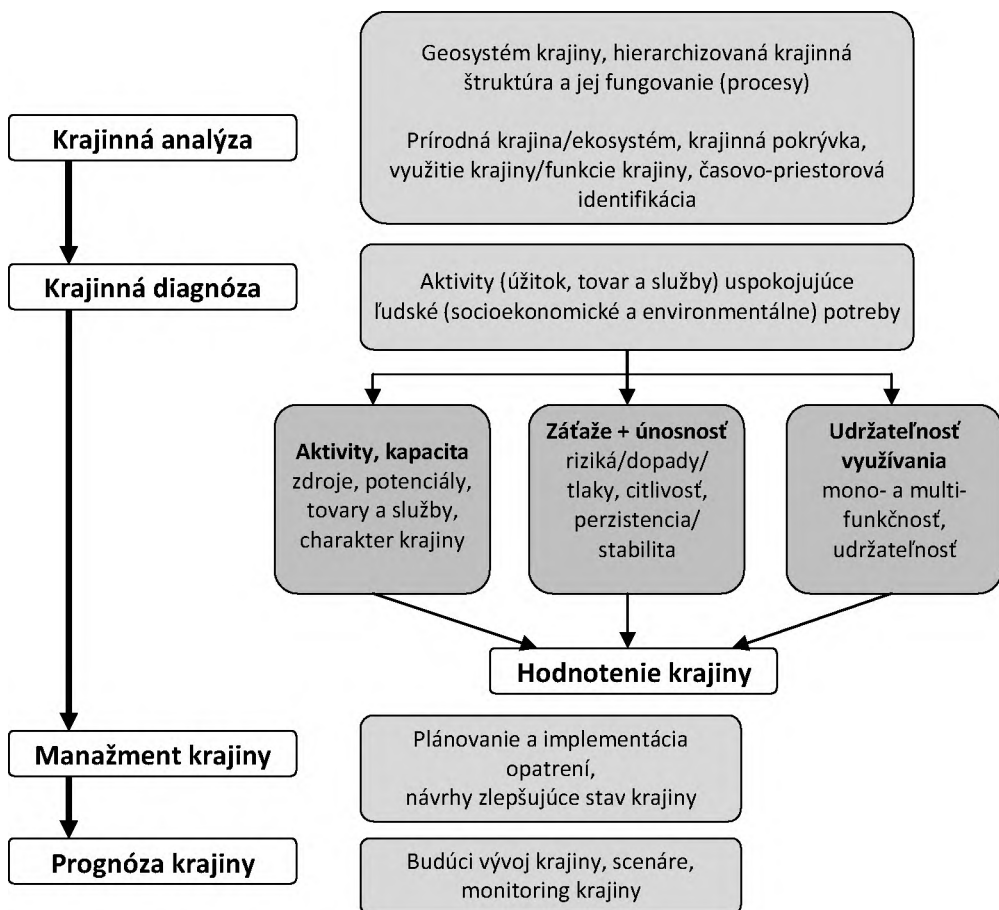 Geosystém krajiny, hierarchizovaná krajinná
štruktúra a jej fungovanie (procesy)
Krajinná analýza
Prírodná krajina/ekosystém, krajinná pokrývka,
využitie krajiny/funkcie krajiny, časovo-priestorová
identifikácia
Krajinná diagnóza
Aktivity (úžitok, tovar a služby) uspokojujúce
ľudské (socioekonomické a environmentálne) potreby
Aktivity, kapacita
zdroje, potenciály,
tovary a služby,
charakter krajiny
Záťaže + únosnosť
riziká/dopady/
tlaky, citlivosť,
perzistencia/
stabilita
Udržateľnosť
využívania
mono- a multi-
funkčnosť,
udržateľnosť
Hodnotenie krajiny
Manažment krajiny
Plánovanie a implementácia
opatrení,
návrhy zlepšujúce stav krajiny
Prognóza krajiny
Budúci vývoj krajiny, scenáre,
monitoring krajiny